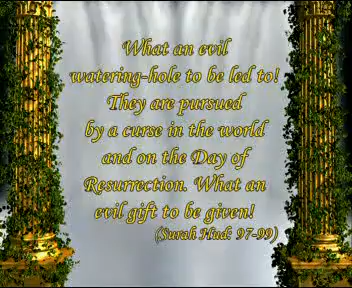 What an evil
watering-hole to be led to!
They are pursued
by a curse in the world
and on the Day of
Resurrection. What an
evil gift to be given!
(Surah Hud: 97-99)